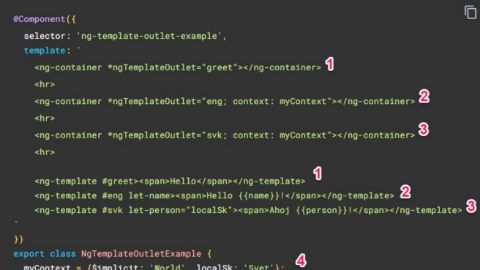 @Component({
selector: 'ng-template-outlet-example',
template: `
<ng-container *ngTemplateOutlet="greet"></ng-container> 1
<hr>
<ng-container *ngTemplateOutlet="eng; context: myContext"></ng-container> 2
<hr>
<ng-container *ngTemplateOutlet="svk; context: myContext"></ng-container> 3
<hr>
<ng-template #greet><span>Hello</span></ng-template> 1
<ng-template #eng let-name><span>Hello {{name}}!</span></ng-template> 2
<ng-template #svk let-person="localSk"><span>Ahoj {{person}}!</span></ng-template> 3
`
})
export class NgTemplateOutletExample {
myContext = {$implicit: 'World', localSk: 'Svet'}; 4